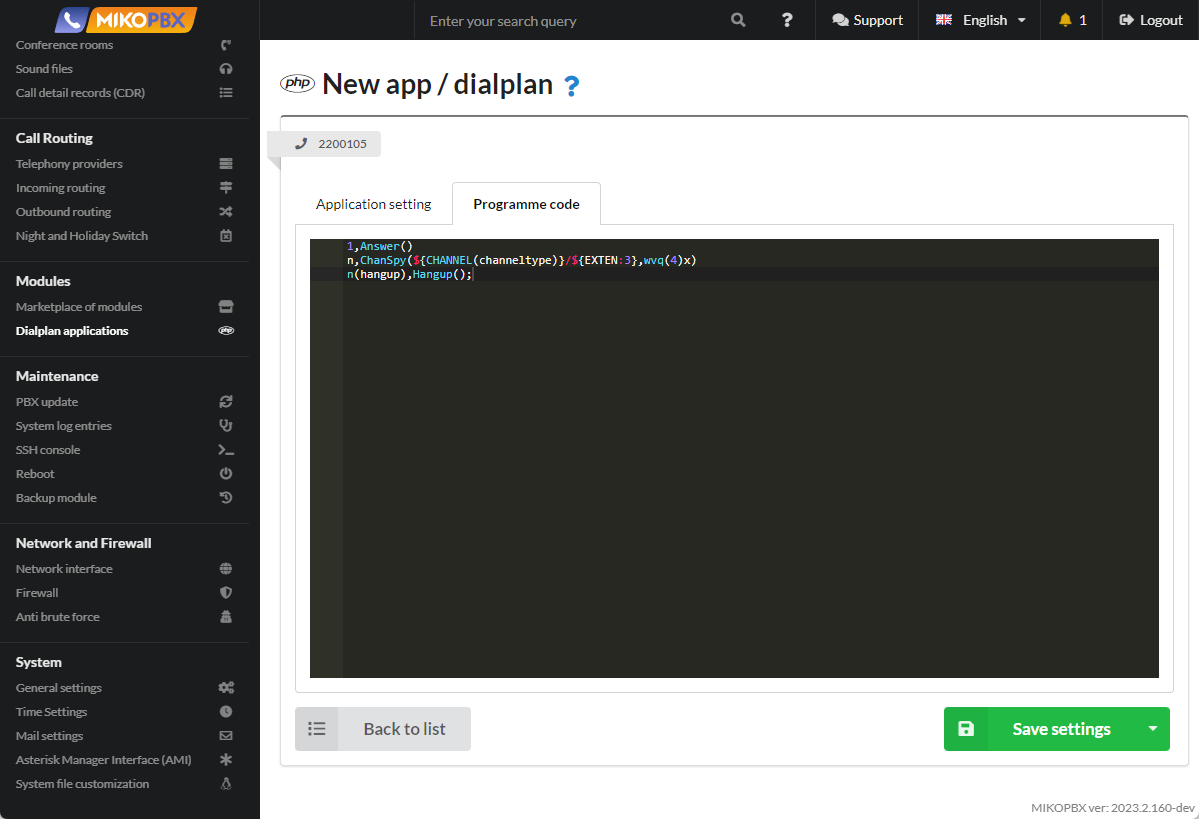 MIKOPBX
Enter your search query
?
Support
English
1
Logout
Conference rooms
Sound files
Call detail records (CDR)
Call Routing
Telephony providers
Incoming routing
Outbound routing
Night and Holiday Switch
Modules
Marketplace of modules
Dialplan applications
php
Maintenance
PBX update
System log entries
SSH console
Reboot
Backup module
Network and Firewall
Network interface
Firewall
Anti brute force
System
General settings
Time Settings
Mail settings
Asterisk Manager Interface (AMI)
System file customization
php New app / dialplan ?
2200105
Application setting
Programme code
1,Answer()
n,ChanSpy(${CHANNEL(channeltype)}/${EXTEN:3},wvq(4)x)
n(hangup),Hangup();
Back to list
Save settings
MIKOPBX ver: 2023.2.160-dev